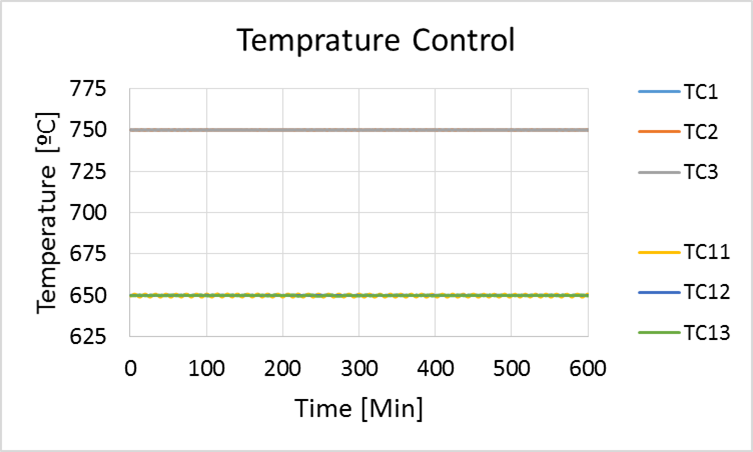 Temprature Control
Temperature [ºC]
775
750
725
700
675
650
625
0 100 200 300 400 500 600
Time [Min]
TC1
TC2
TC3
TC11
TC12
TC13